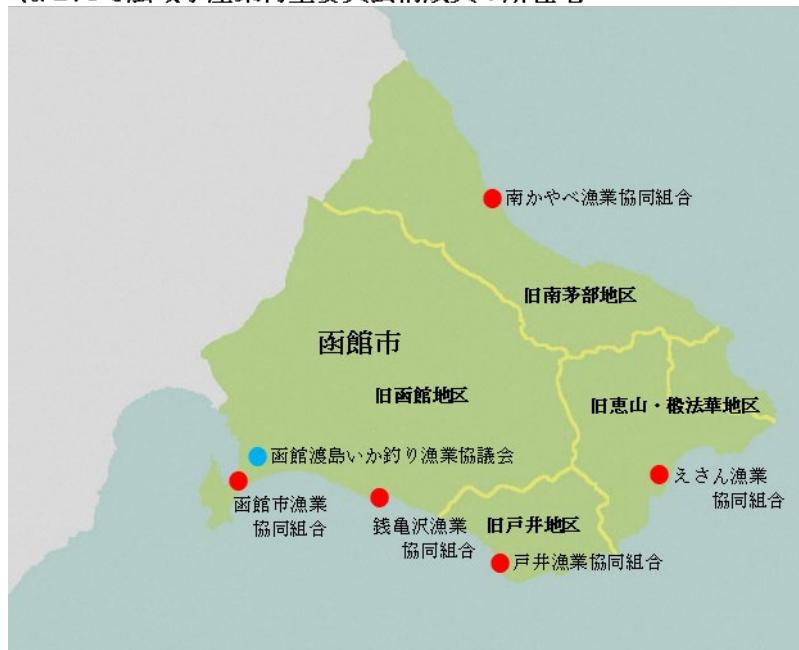 南かやべ漁業協同組合
旧南茅部地区
函館市
旧函館地区
旧恵山・椴法華地区
函館渡島いか釣り漁業協議会
えさん漁業
協同組合
函館市漁業
協同組合
銭亀沢漁業
協同組合
旧戸井地区
戸井漁業協同組合